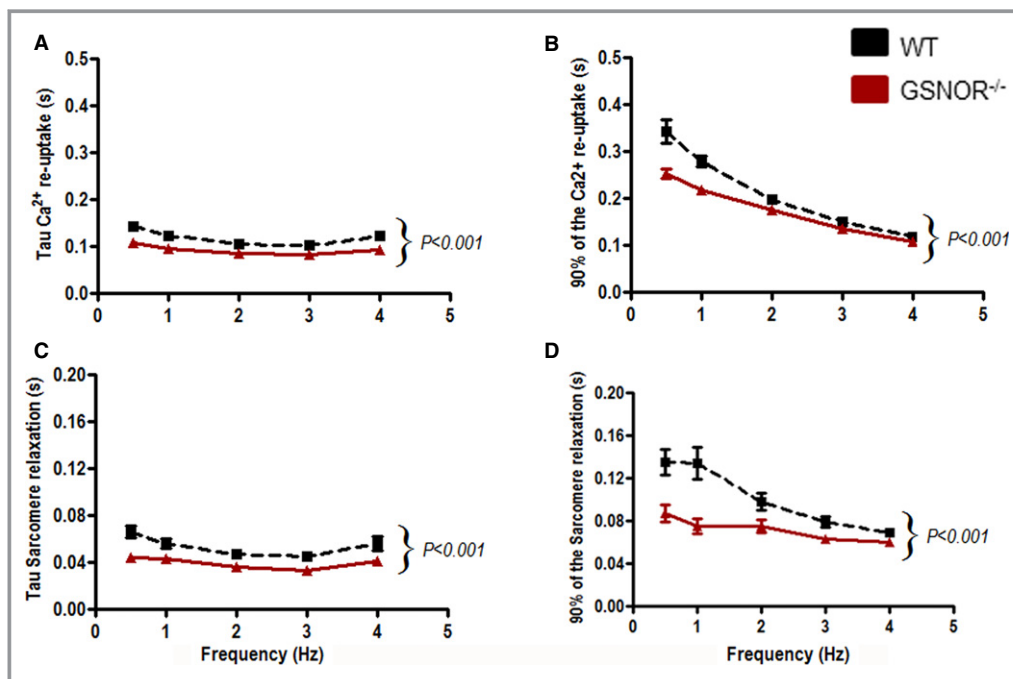 A
Tau Ca²⁺ re-uptake (s)
0.5
0.4
0.3
0.2
0.1
0.0
0 1 2 3 4 5
P<0.001
B
90% of the Ca2+ re-uptake (s)
0.5
0.4
0.3
0.2
0.1
0.0
0 1 2 3 4 5
P<0.001
WT
GSNOR⁻/⁻
C
Tau Sarcomere relaxation (s)
0.20
0.16
0.12
0.08
0.04
0.00
0 1 2 3 4 5
Frequency (Hz)
P<0.001
D
90% of the Sarcomere relaxation (s)
0.20
0.16
0.12
0.08
0.04
0.00
0 1 2 3 4 5
Frequency (Hz)
P<0.001